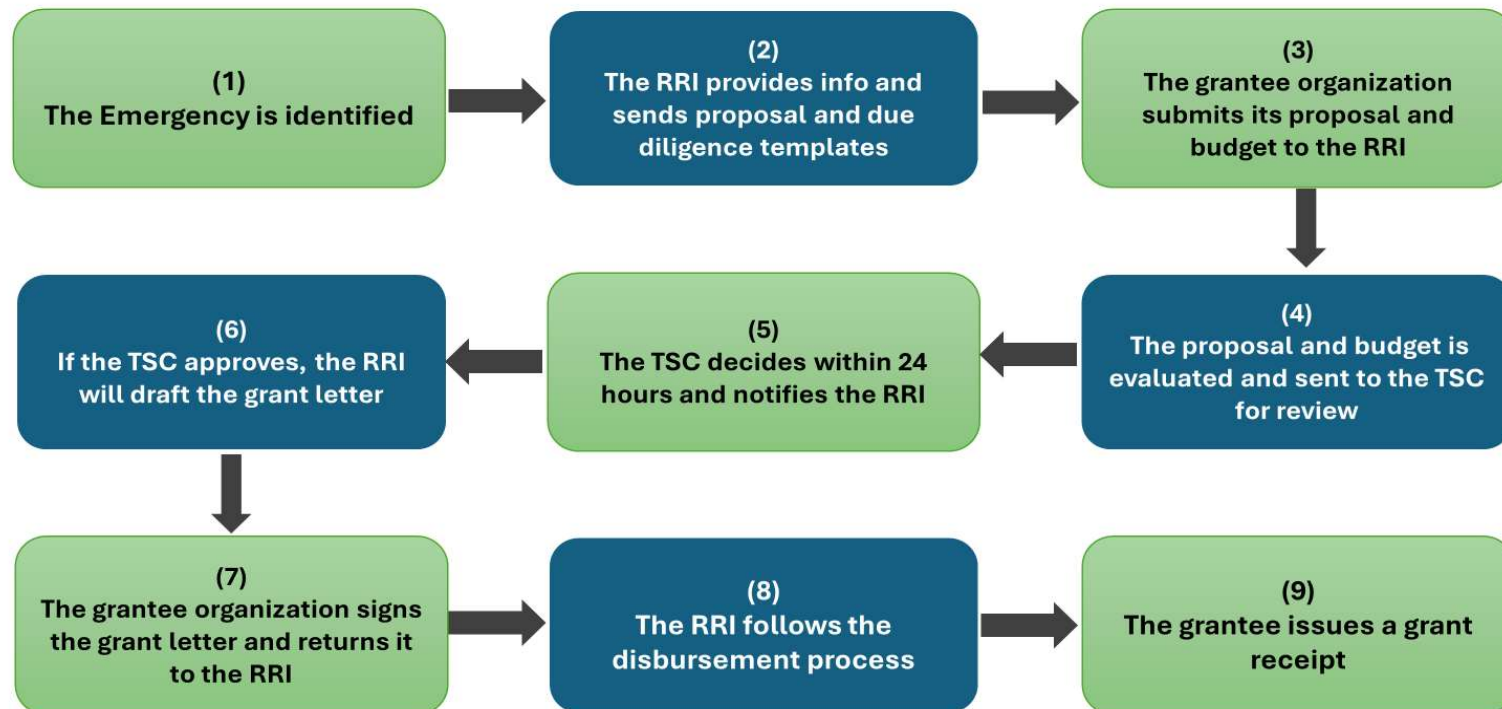 (1)
The Emergency is identified
(2)
The RRI provides info and
sends proposal and due
diligence templates
(3)
The grantee organization
submits its proposal and
budget to the RRI
(4)
The proposal and budget is
evaluated and sent to the TSC
for review
(5)
The TSC decides within 24
hours and notifies the RRI
(6)
If the TSC approves, the RRI
will draft the grant letter
(7)
The grantee organization signs
the grant letter and returns it
to the RRI
(8)
The RRI follows the
disbursement process
(9)
The grantee issues a grant
receipt